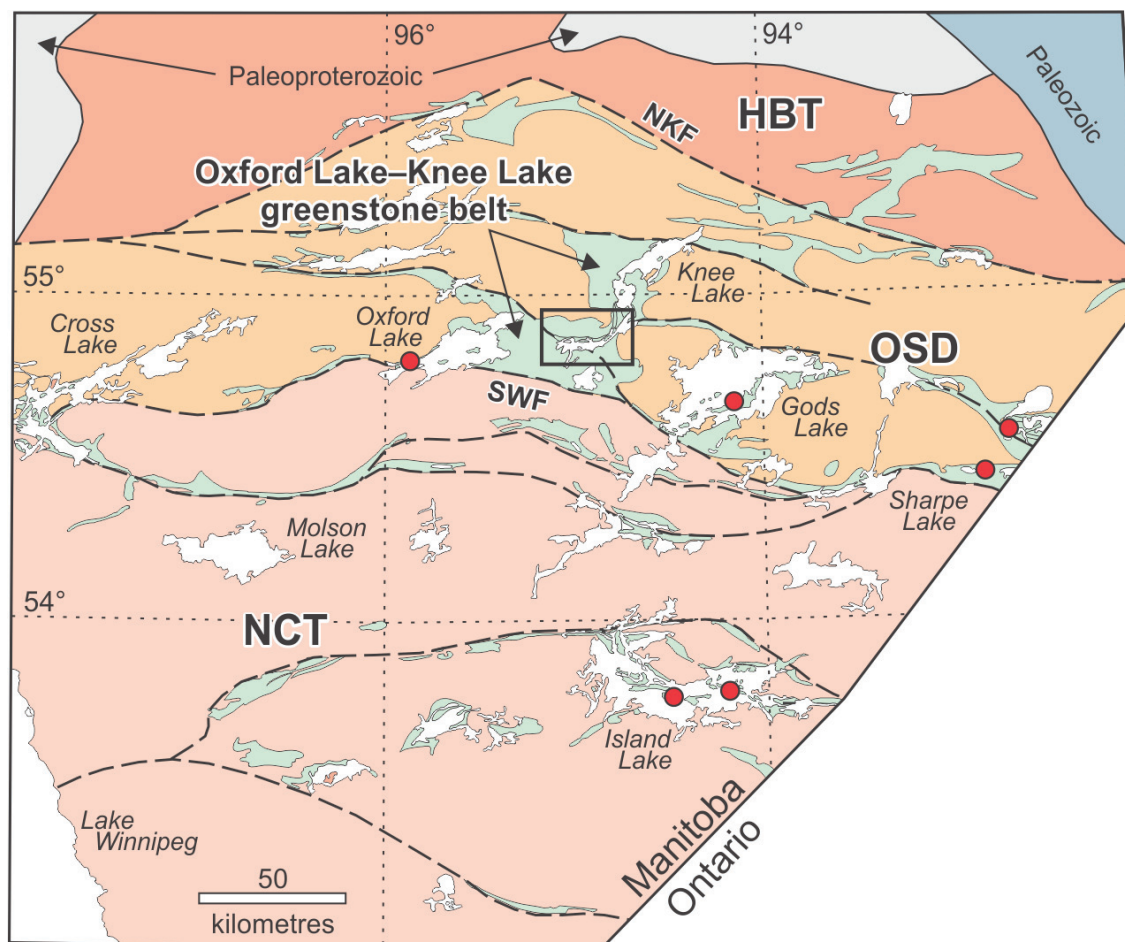 96°
94°
Paleoproterozoic
HBT
Paleozoic
NKF
Oxford Lake–Knee Lake
greenstone belt
55°
Knee
Lake
Cross
Lake
Oxford
Lake
OSD
SWF
Gods
Lake
Sharpe
Lake
Molson
Lake
54°
NCT
Island
Lake
Manitoba
Ontario
Lake
Winnipeg
50
kilometres